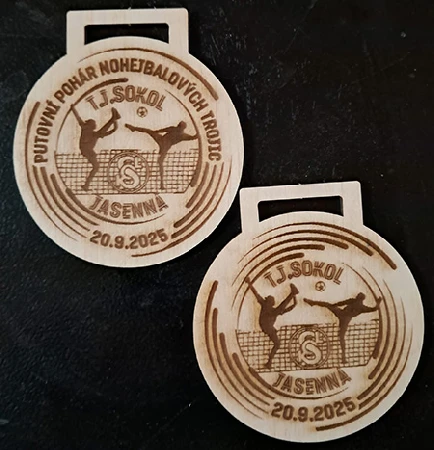 PUTOVNÍ POHÁR NOHEJBALOVÝCH TROJIC
T.J.SOKOL
S
JASENNÁ
20.9.2025
T.J.SOKOL
S
JASENNÁ
20.9.2025